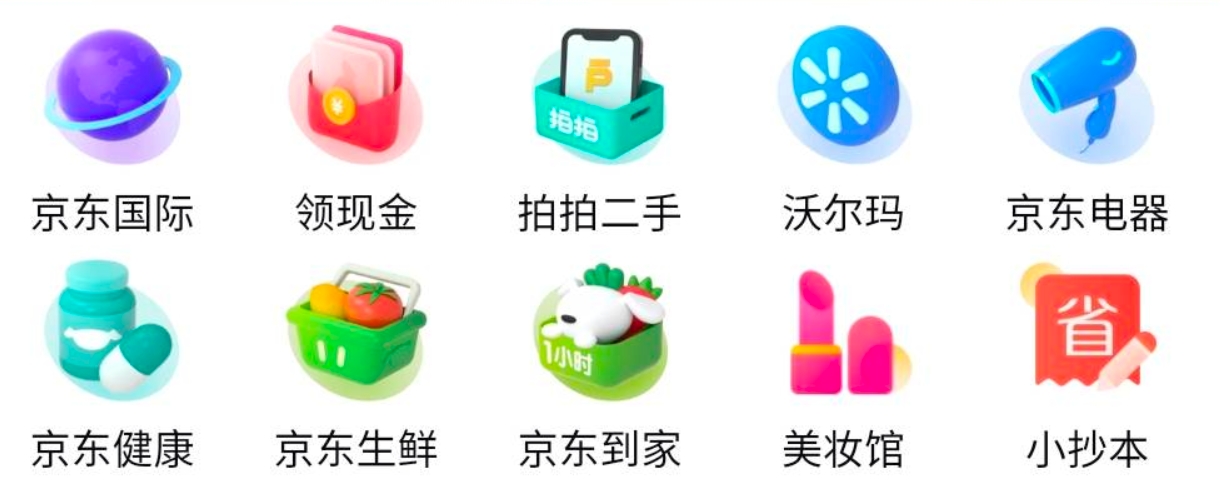 拍拍
京东国际 领现金 拍拍二手 沃尔玛 京东电器
1小时
省
京东健康 京东生鲜 京东到家 美妆馆 小抄本